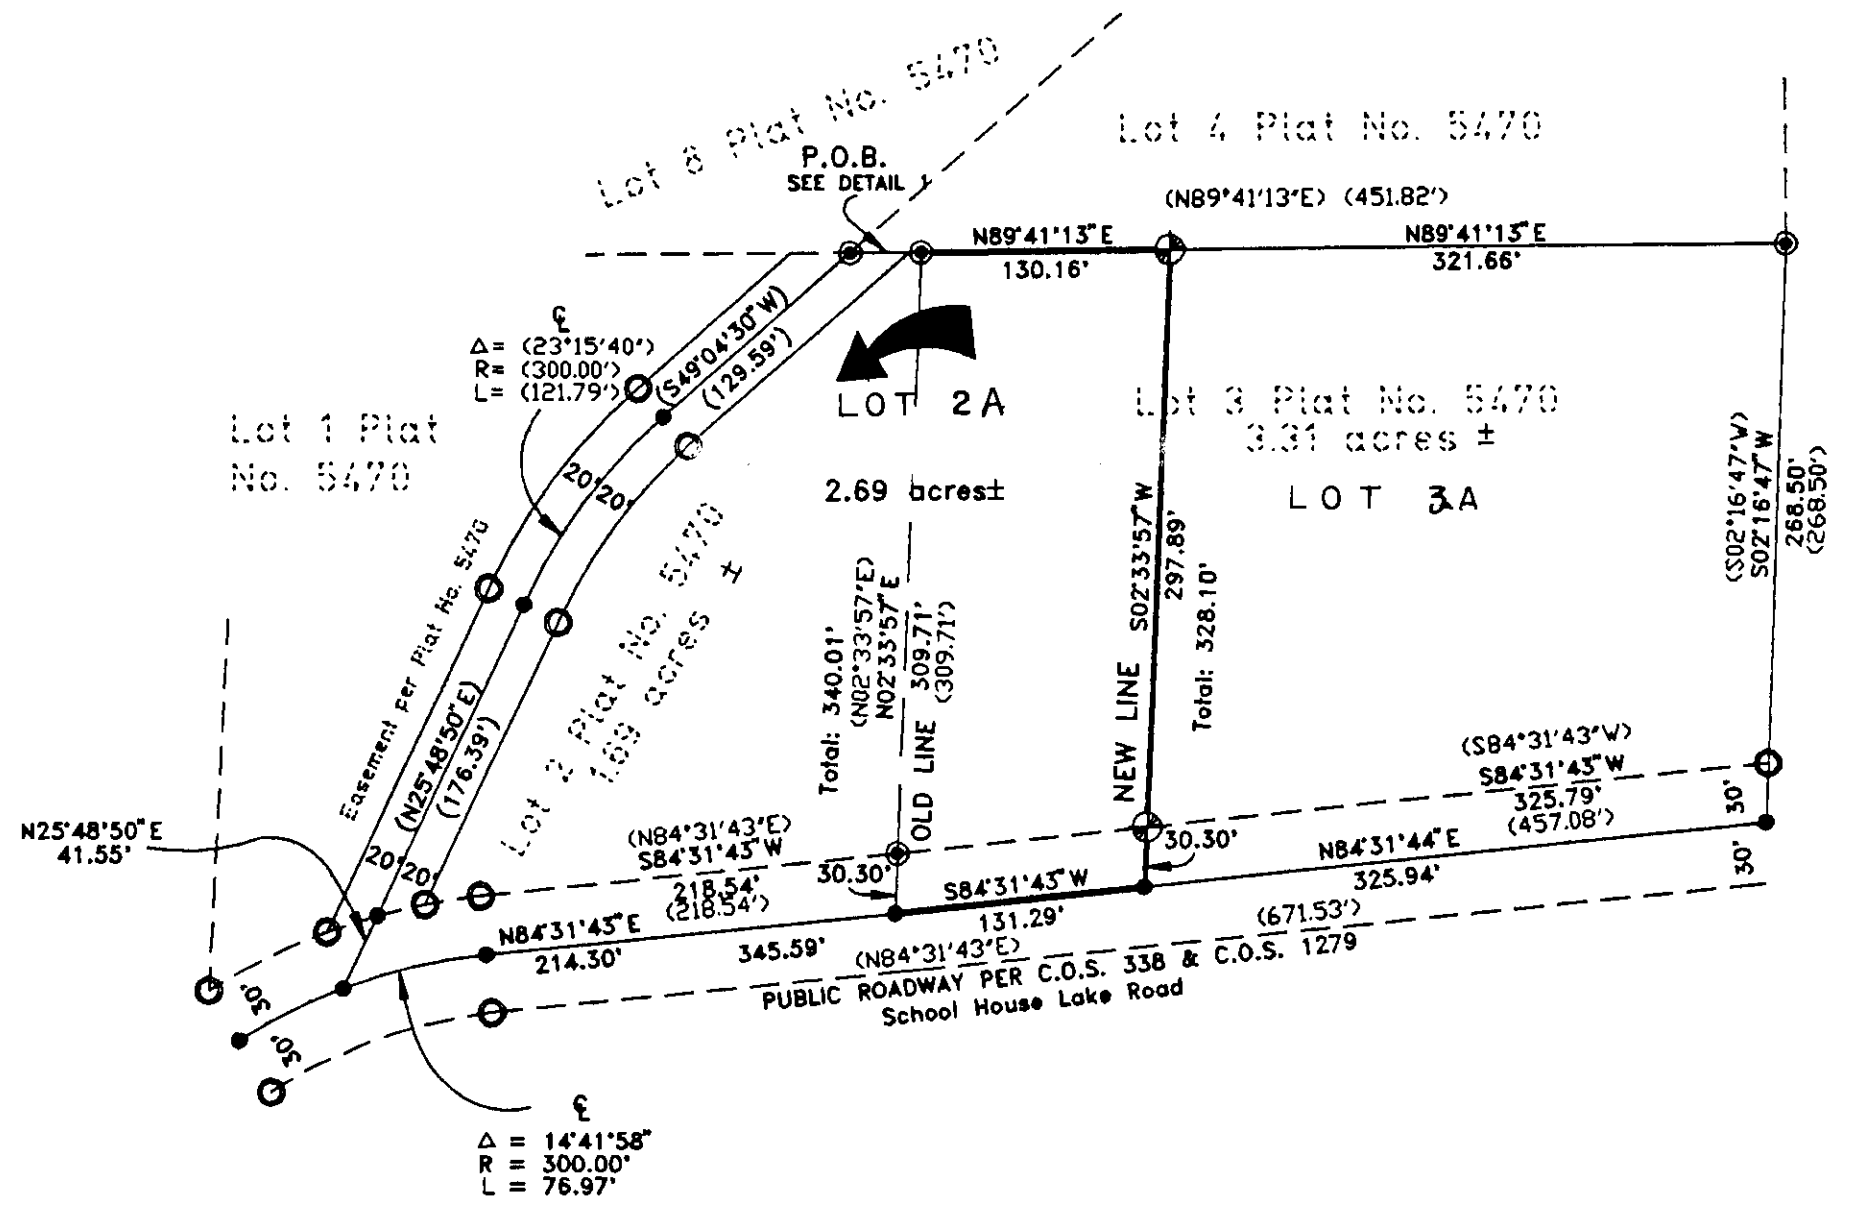 Lot 8 Plat No. 5470
Lot 4 Plat No. 5470
P.O.B.
SEE DETAIL 1
(N89°41'13"E) (451.82')
N89°41'13"E
130.16'
N89°41'13"E
321.66'
℄
Δ= (23°15'40")
R= (300.00')
L= (121.79')
(S49°04'30"W)
(129.59')
LOT 2A
2.69 acres±
Lot 3 Plat No. 5470
3.31 acres ±
LOT 3A
Lot 1 Plat
No. 5470
20' 20'
Easement per Plat No. 5470
(N25°48'50"E)
(176.39')
Lot 2 Plat No. 5470
1.69 acres ±
Total: 340.01'
(N02°33'57"E)
N02°33'57"E
OLD LINE 309.71'
(309.71')
NEW LINE S02°33'57"W
297.89'
Total: 328.10'
(S02°16'47"W)
S02°16'47"W
268.50'
(268.50')
(S84°31'43"W)
S84°31'43"W
325.79'
(457.08')
30'
30'
N25°48'50"E
41.55'
20' 20'
(N84°31'43"E)
S84°31'43"W
218.54'
(218.54')
30.30'
30.30'
S84°31'43"W
131.29'
N84°31'44"E
325.94'
N84°31'43"E
214.30'
345.59'
(N84°31'43"E)
(671.53')
PUBLIC ROADWAY PER C.O.S. 338 & C.O.S. 1279
School House Lake Road
30'
30'
℄
Δ = 14°41'58"
R = 300.00'
L = 76.97'